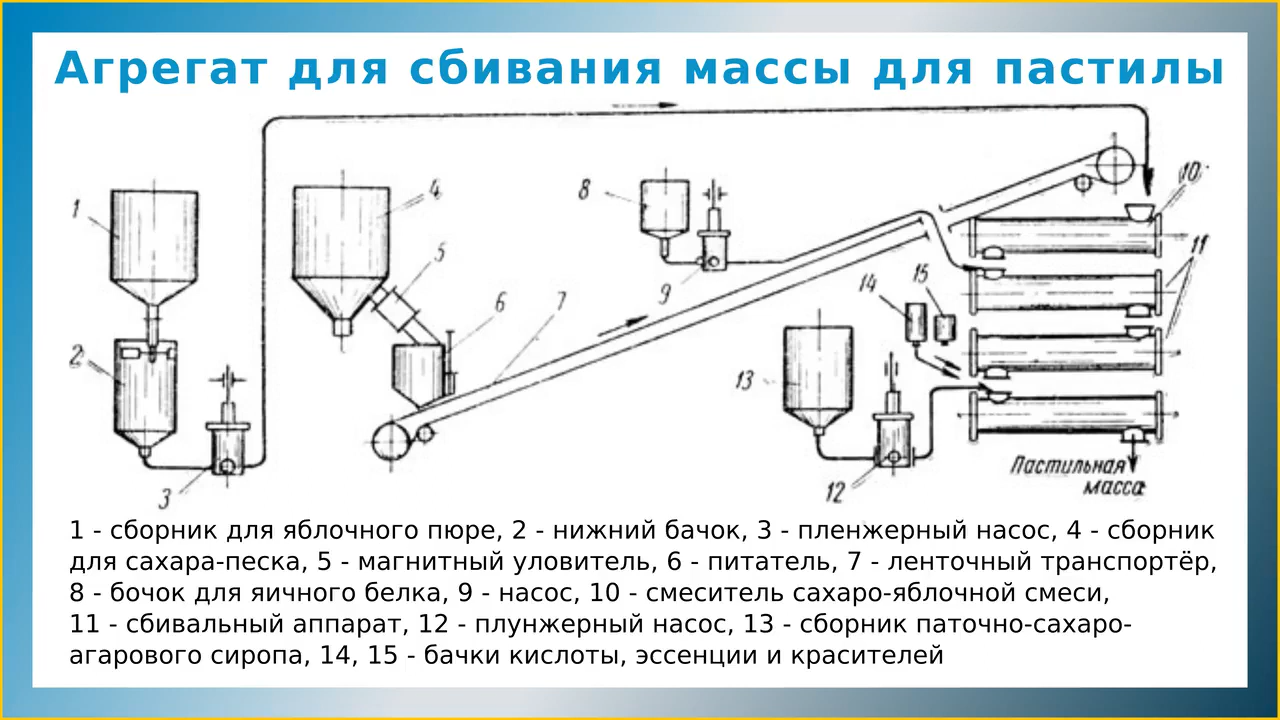 Агрегат для сбивания массы для пастилы
1
2
3
4
5
6
7
8
9
10
11
12
13
14
15
Пастильная
масса
1 - сборник для яблочного пюре, 2 - нижний бачок, 3 - пленжерный насос, 4 - сборник
для сахара-песка, 5 - магнитный уловитель, 6 - питатель, 7 - ленточный транспортёр,
8 - бочок для яичного белка, 9 - насос, 10 - смеситель сахаро-яблочной смеси,
11 - сбивальный аппарат, 12 - плунжерный насос, 13 - сборник паточно-сахаро-
агарового сиропа, 14, 15 - бачки кислоты, эссенции и красителей